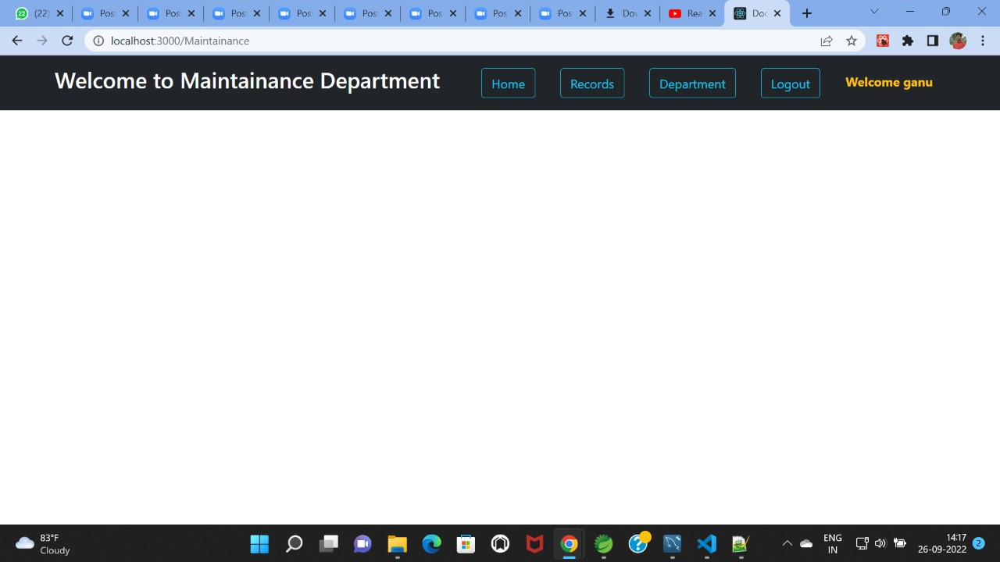 (22) Pos Pos Pos Pos Pos Pos Pos Pos Dov Rea Doc
localhost:3000/Maintainance
Welcome to Maintainance Department Home Records Department Logout Welcome ganu
83°F
Cloudy
ENG
IN
14:17
26-09-2022
2